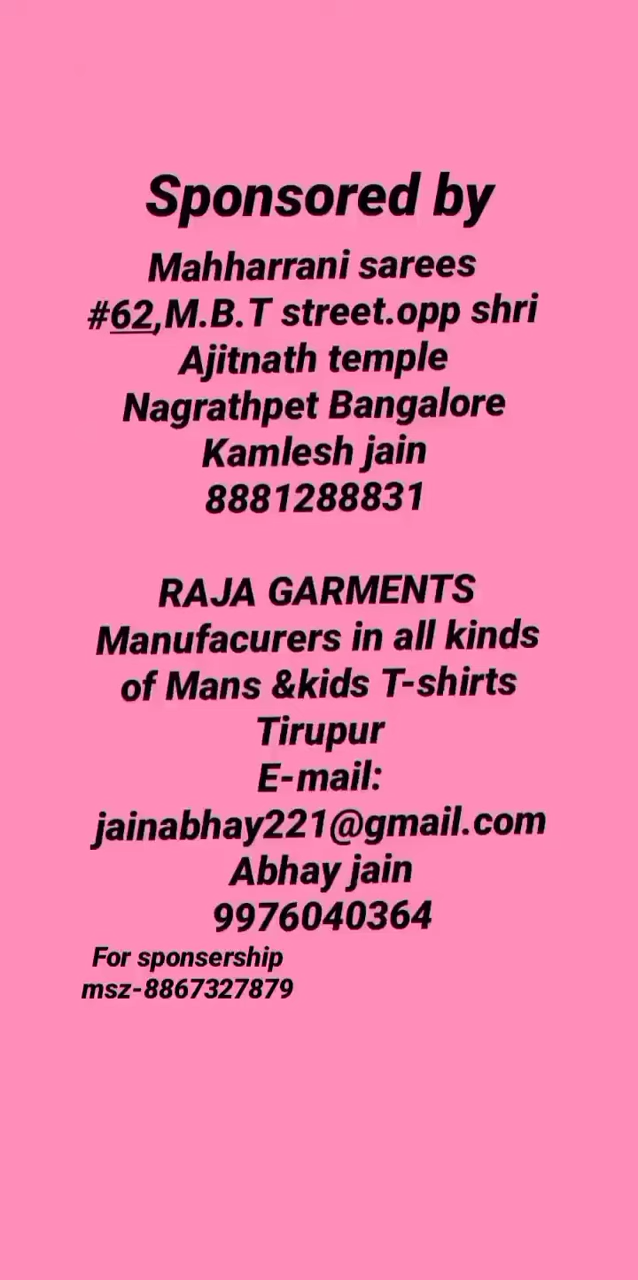 Sponsored by
Mahharrani sarees
#62,M.B.T street.opp shri
Ajitnath temple
Nagrathpet Bangalore
Kamlesh jain
8881288831
RAJA GARMENTS
Manufacurers in all kinds
of Mans &kids T-shirts
Tirupur
E-mail:
jainabhay221@gmail.com
Abhay jain
9976040364
For sponsership
msz-8867327879